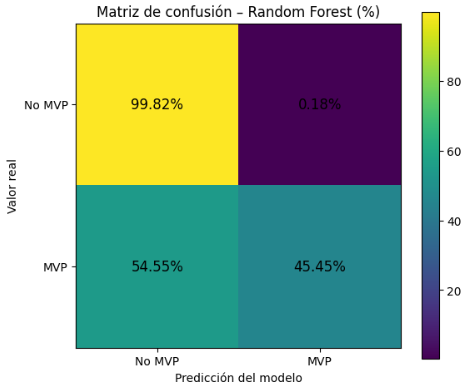 Matriz de confusión – Random Forest (%)
No MVP
99.82%
0.18%
MVP
54.55%
45.45%
No MVP
MVP
Predicción del modelo
Valor real
80
60
40
20